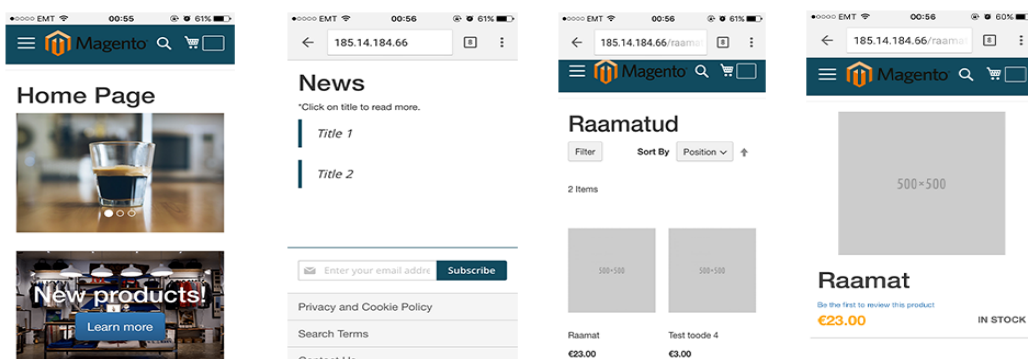 EMT 00:55 61%
Magento
Home Page
New products!
Learn more
EMT 00:56 61%
185.14.184.66 8
News
*Click on title to read more.
Title 1
Title 2
Enter your email addre Subscribe
Privacy and Cookie Policy
Search Terms
Contact Us
EMT 00:56 61%
185.14.184.66/raama 8
Magento
Raamatud
Filter Sort By Position
2 Items
500×500 500×500
Raamat Test toode 4
€23.00 €3.00
EMT 00:56 60%
185.14.184.66/raama 8
Magento
500×500
Raamat
Be the first to review this product
€23.00 IN STOCK